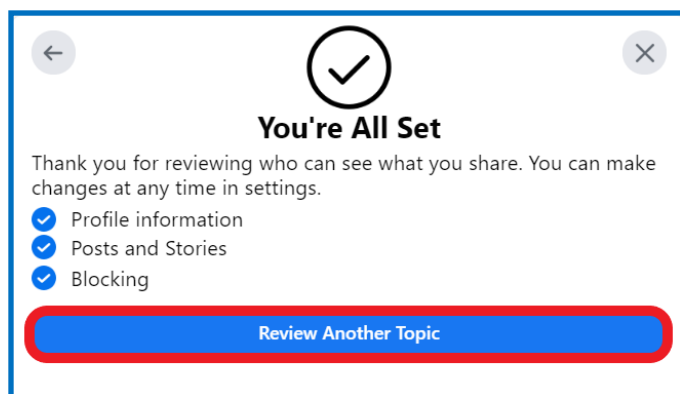 You're All Set
Thank you for reviewing who can see what you share. You can make
changes at any time in settings.
Profile information
Posts and Stories
Blocking
Review Another Topic